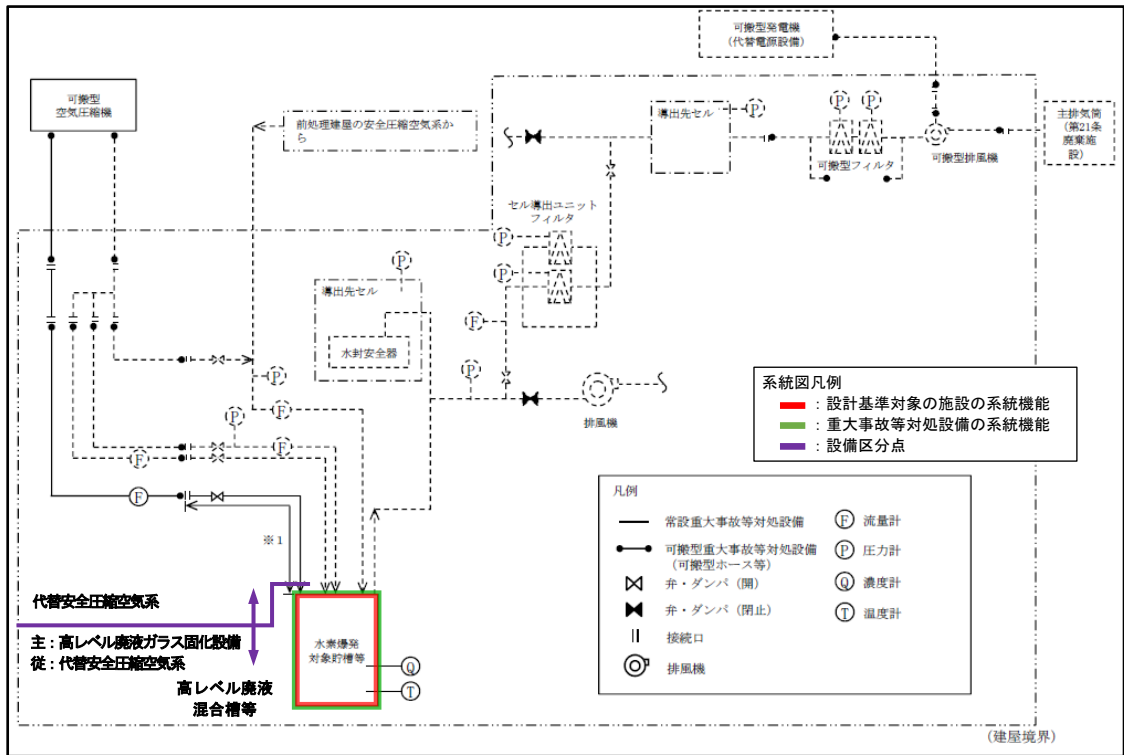 可搬型発電機
(代替電源設備)
可搬型
空気圧縮機
前処理建屋の安全圧縮空気系か
ら
導出先セル
P
P
P
可搬型フィルタ
可搬型排風機
主排気筒
(第21条
廃棄施
設)
セル導出ユニット
フィルタ
P
P
P
導出先セル
水封安全器
F
P
排風機
P
P
F
F
F
F
※1
系統図凡例
:設計基準対象の施設の系統機能
:重大事故等対処設備の系統機能
:設備区分点
凡例
常設重大事故等対処設備
可搬型重大事故等対処設備
(可搬型ホース等)
弁・ダンパ(開)
弁・ダンパ(閉止)
接続口
排風機
F 流量計
P 圧力計
Q 濃度計
T 温度計
代替安全圧縮空気系
主:高レベル廃液ガラス固化設備
従:代替安全圧縮空気系
高レベル廃液
混合槽等
水素爆発
対象貯槽等
Q
T
(建屋境界)